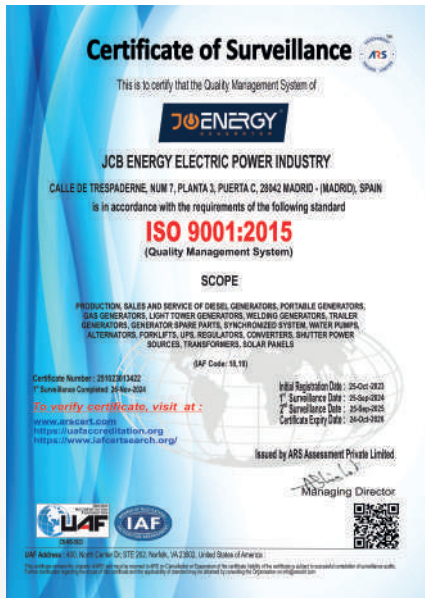 Certificate of Surveillance
ARS
This is to certify that the Quality Management System of
JCB ENERGY
GENERATOR
JCB ENERGY ELECTRIC POWER INDUSTRY
CALLE DE TRESPADERNE, NUM 7, PLANTA 3, PUERTA C, 28042 MADRID - (MADRID), SPAIN
is in accordance with the requirements of the following standard
ISO 9001:2015
(Quality Management System)
SCOPE
PRODUCTION, SALES AND SERVICE OF DIESEL GENERATORS, PORTABLE GENERATORS,
GAS GENERATORS, LIGHT TOWER GENERATORS, WELDING GENERATORS, TRAILER
GENERATORS, GENERATOR SPARE PARTS, SYNCHRONIZED SYSTEM, WATER PUMPS,
ALTERNATORS, FORKLIFTS, UPS, REGULATORS, CONVERTERS, SHUTTER POWER
SOURCES, TRANSFORMERS, SOLAR PANELS
(IAF Code: 18,19)
Certificate Number : 251023013422
1st Surveillance Completed 26-Nov-2024
Initial Registration Date : 25-Oct-2023
1st Surveillance Date : 25-Sep-2024
2nd Surveillance Date : 25-Sep-2025
Certificate Expiry Date : 24-Oct-2026
To verify certificate, visit at :
www.arscert.com
https://uafaccreditation.org
https://www.iafcertsearch.org/
Issued by ARS Assessment Private Limited
Managing Director
UAF
IAF
UAF Address : 400, North Center Dr, STE 202, Norfolk, VA 23502, United States of America